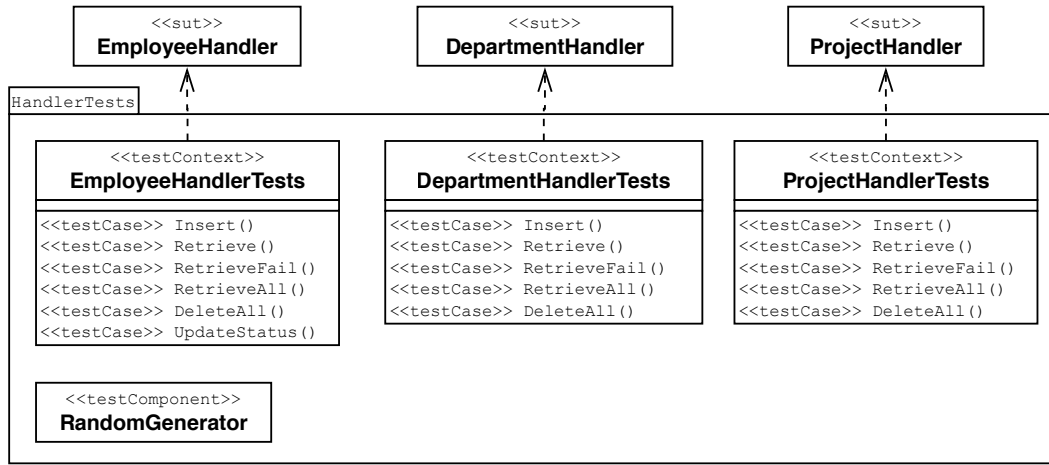 <<sut>>
EmployeeHandler
<<sut>>
DepartmentHandler
<<sut>>
ProjectHandler
HandlerTests
<<testContext>>
EmployeeHandlerTests
<<testCase>> Insert()
<<testCase>> Retrieve()
<<testCase>> RetrieveFail()
<<testCase>> RetrieveAll()
<<testCase>> DeleteAll()
<<testCase>> UpdateStatus()
<<testContext>>
DepartmentHandlerTests
<<testCase>> Insert()
<<testCase>> Retrieve()
<<testCase>> RetrieveFail()
<<testCase>> RetrieveAll()
<<testCase>> DeleteAll()
<<testContext>>
ProjectHandlerTests
<<testCase>> Insert()
<<testCase>> Retrieve()
<<testCase>> RetrieveFail()
<<testCase>> RetrieveAll()
<<testCase>> DeleteAll()
<<testComponent>>
RandomGenerator